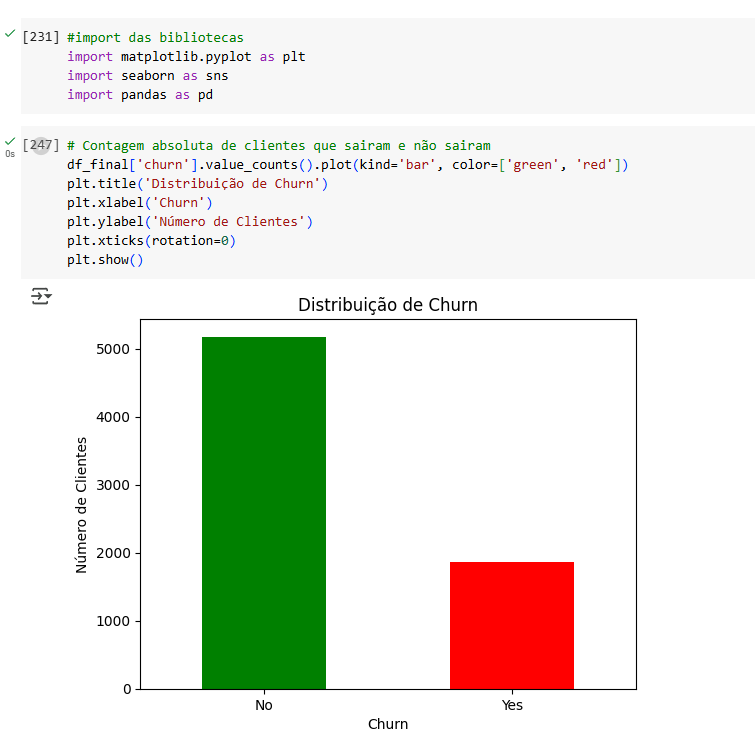 [231] #import das bibliotecas
import matplotlib.pyplot as plt
import seaborn as sns
import pandas as pd
[247] # Contagem absoluta de clientes que sairam e não sairam
0s
df_final['churn'].value_counts().plot(kind='bar', color=['green', 'red'])
plt.title('Distribuição de Churn')
plt.xlabel('Churn')
plt.ylabel('Número de Clientes')
plt.xticks(rotation=0)
plt.show()
Distribuição de Churn
Número de Clientes
5000
4000
3000
2000
1000
0
No Yes
Churn